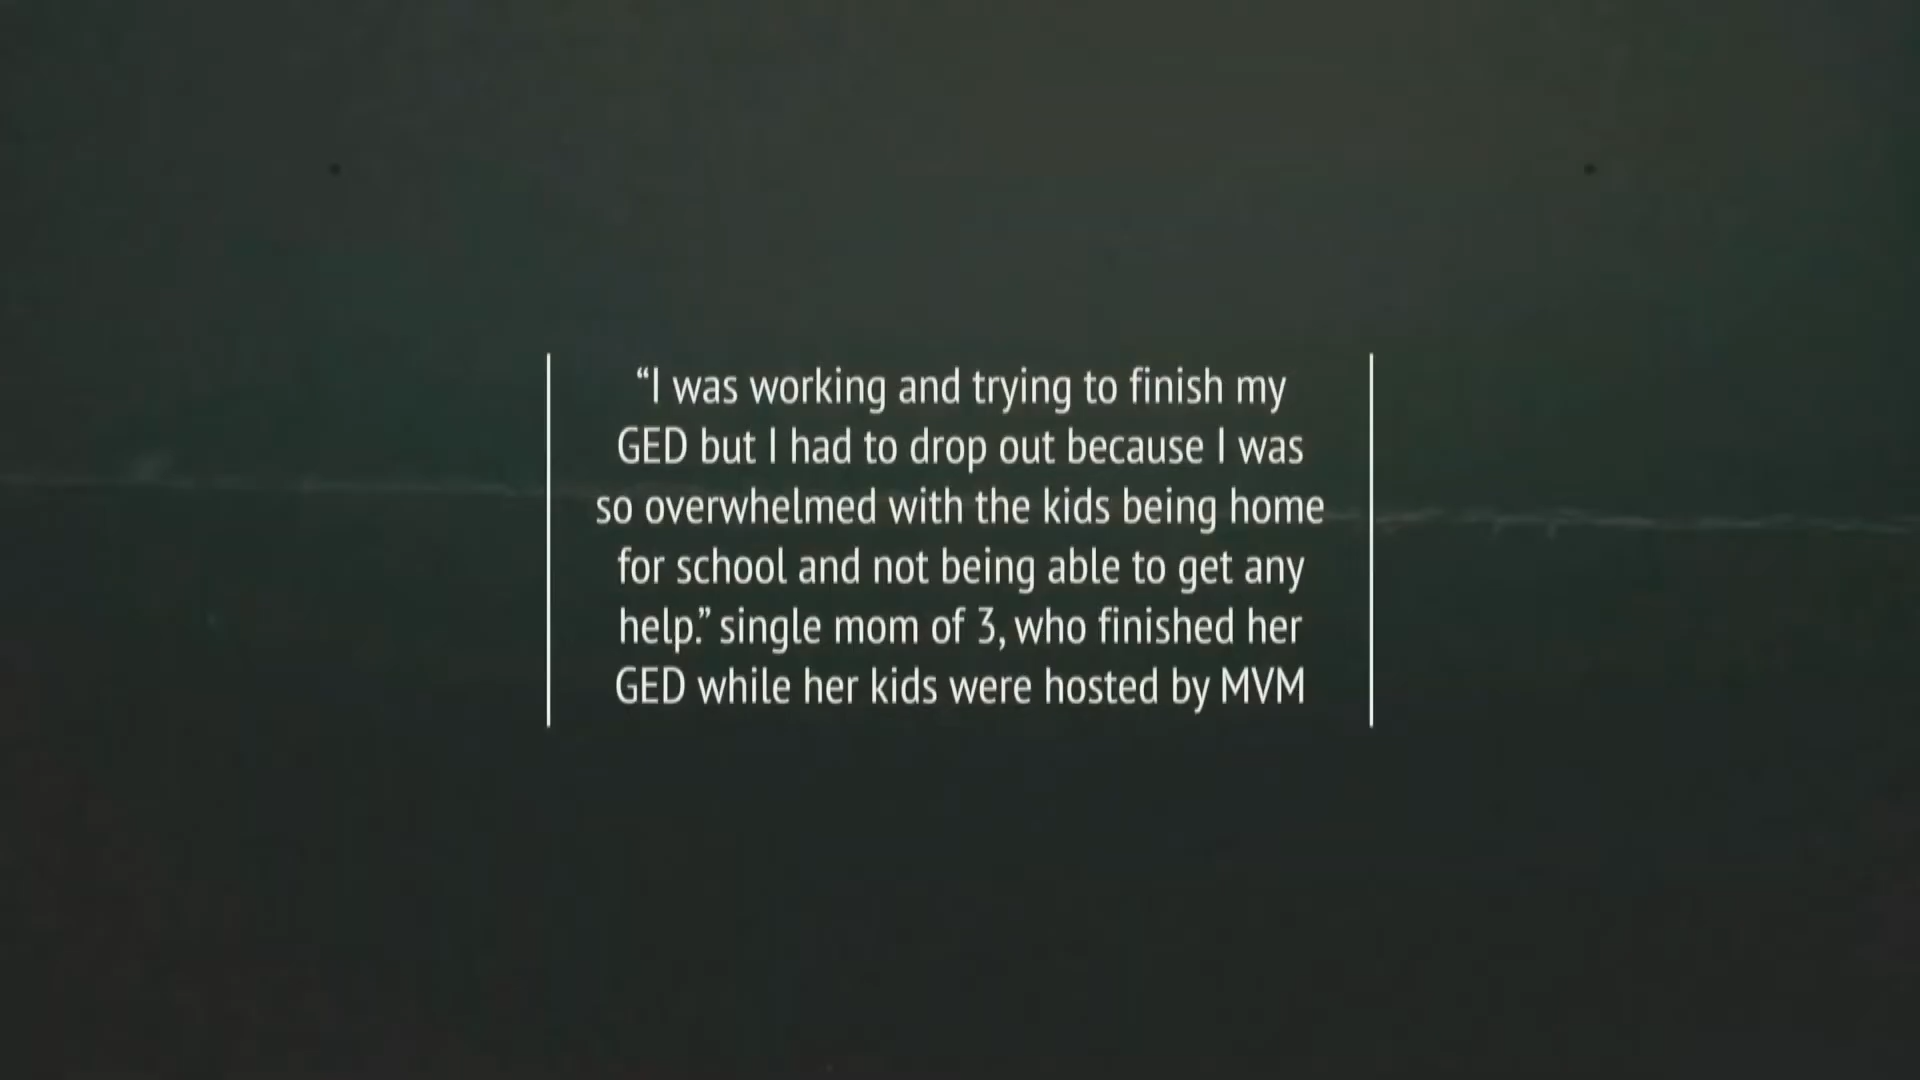 “I was working and trying to finish my
GED but I had to drop out because I was
so overwhelmed with the kids being home
for school and not being able to get any
help.” single mom of 3, who finished her
GED while her kids were hosted by MVM